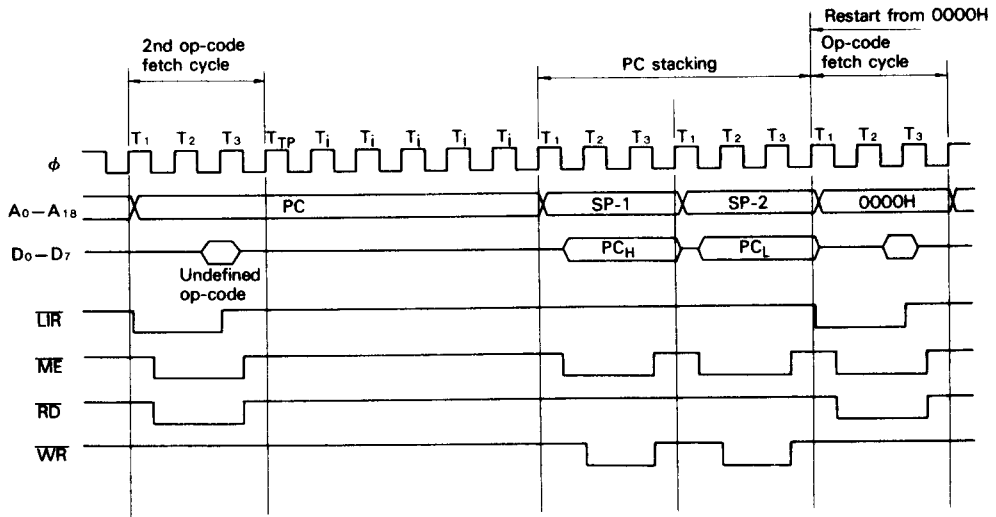 Restart from 0000H
2nd op-code
fetch cycle
PC stacking
Op-code
fetch cycle
T1 T2 T3 TTP Ti Ti Ti Ti Ti T1 T2 T3 T1 T2 T3 T1 T2 T3
φ
A0–A18 PC SP-1 SP-2 0000H
D0–D7 PCH PCL
Undefined
op-code
LIR
ME
RD
WR